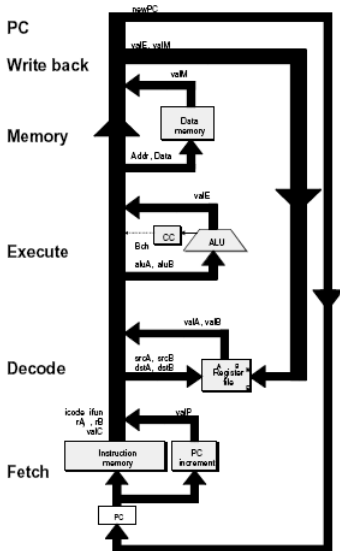 newPC
PC
valE, valM
Write back
valM
Data
memory
Memory
Addr, Data
valE
CC
ALU
Bch
Execute
aluA, aluB
valA, valB
srcA, srcB
dstA, dstB
A B
Register
file
M
E
Decode
icode ifun
rA , rB
valC
valP
Instruction
memory
PC
increment
Fetch
PC